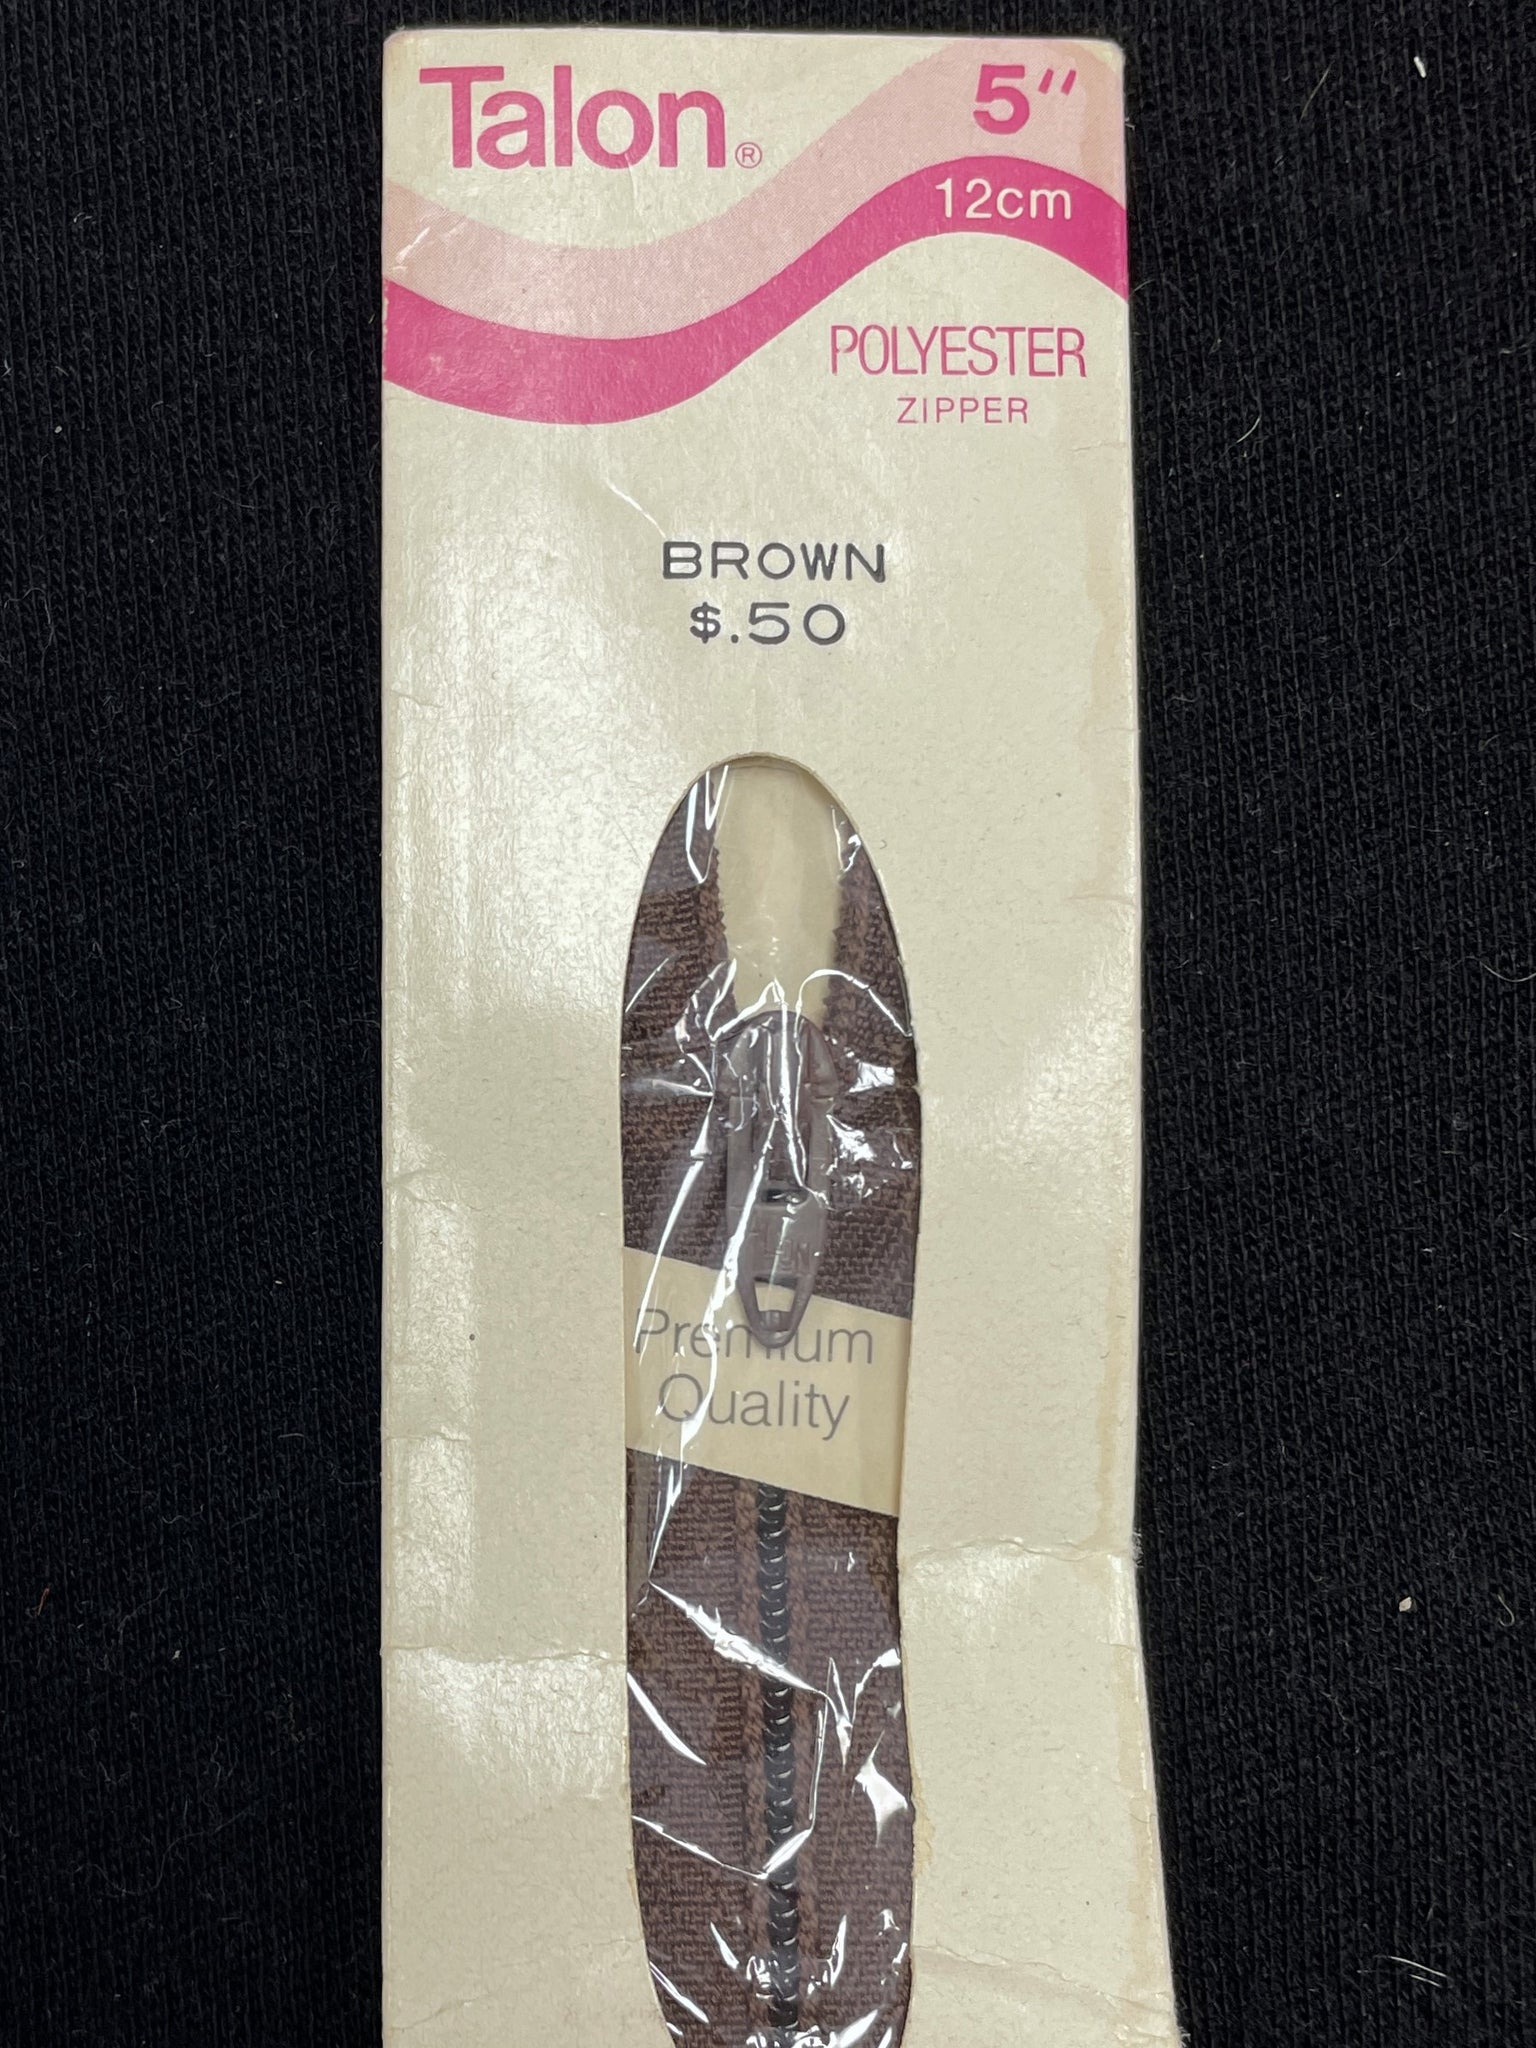 Talon®
5"
12cm
POLYESTER
ZIPPER
BROWN
$.50
Premium
Quality